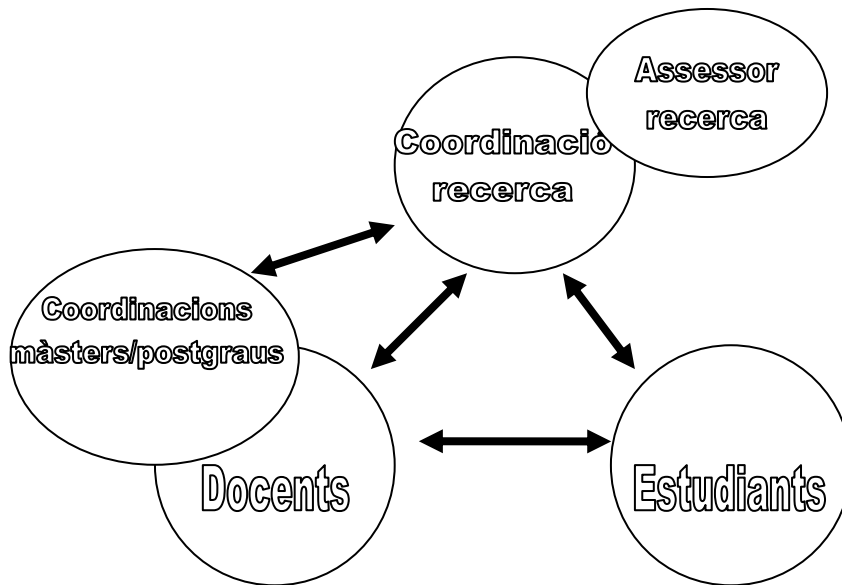 Assessor
recerca
Coordinació
recerca
Coordinacions
màsters/postgraus
Docents
Estudiants